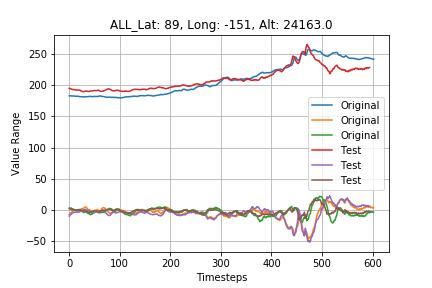 ALL_Lat: 89, Long: -151, Alt: 24163.0
Value Range
250
200
150
100
50
0
−50
Original
Original
Original
Test
Test
Test
0 100 200 300 400 500 600
Timesteps